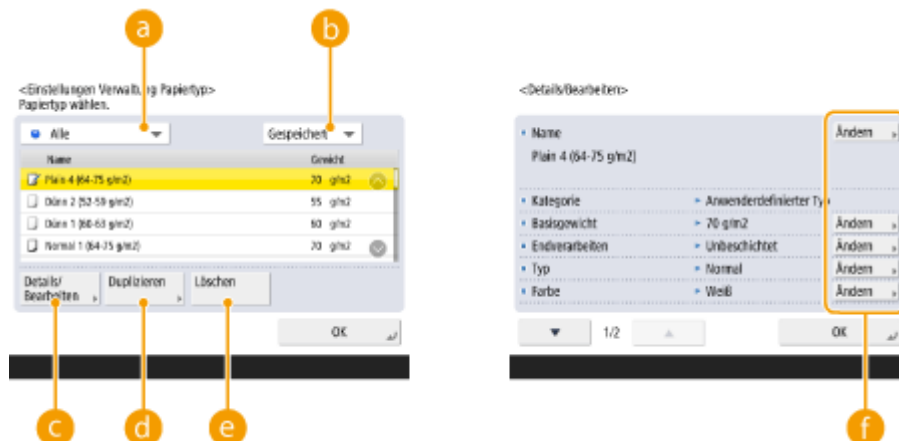 a
b
<Einstellungen Verwaltung Papiertyp>
Papiertyp wählen.
Alle
Gespeichert
Name Gewicht
Plain 4 (64-75 g/m2) 70 g/m2
Dünn 2 (52-59 g/m2) 55 g/m2
Dünn 1 (60-63 g/m2) 60 g/m2
Normal 1 (64-75 g/m2) 70 g/m2
Details/
Bearbeiten
Duplizieren
Löschen
OK
c
d
e
<Details/Bearbeiten>
Name Ändern
Plain 4 (64-75 g/m2)
Kategorie Anwenderdefinierter Typ
Basisgewicht 70 g/m2 Ändern
Endverarbeiten Unbeschichtet Ändern
Typ Normal Ändern
Farbe Weiß Ändern
1/2
OK
f